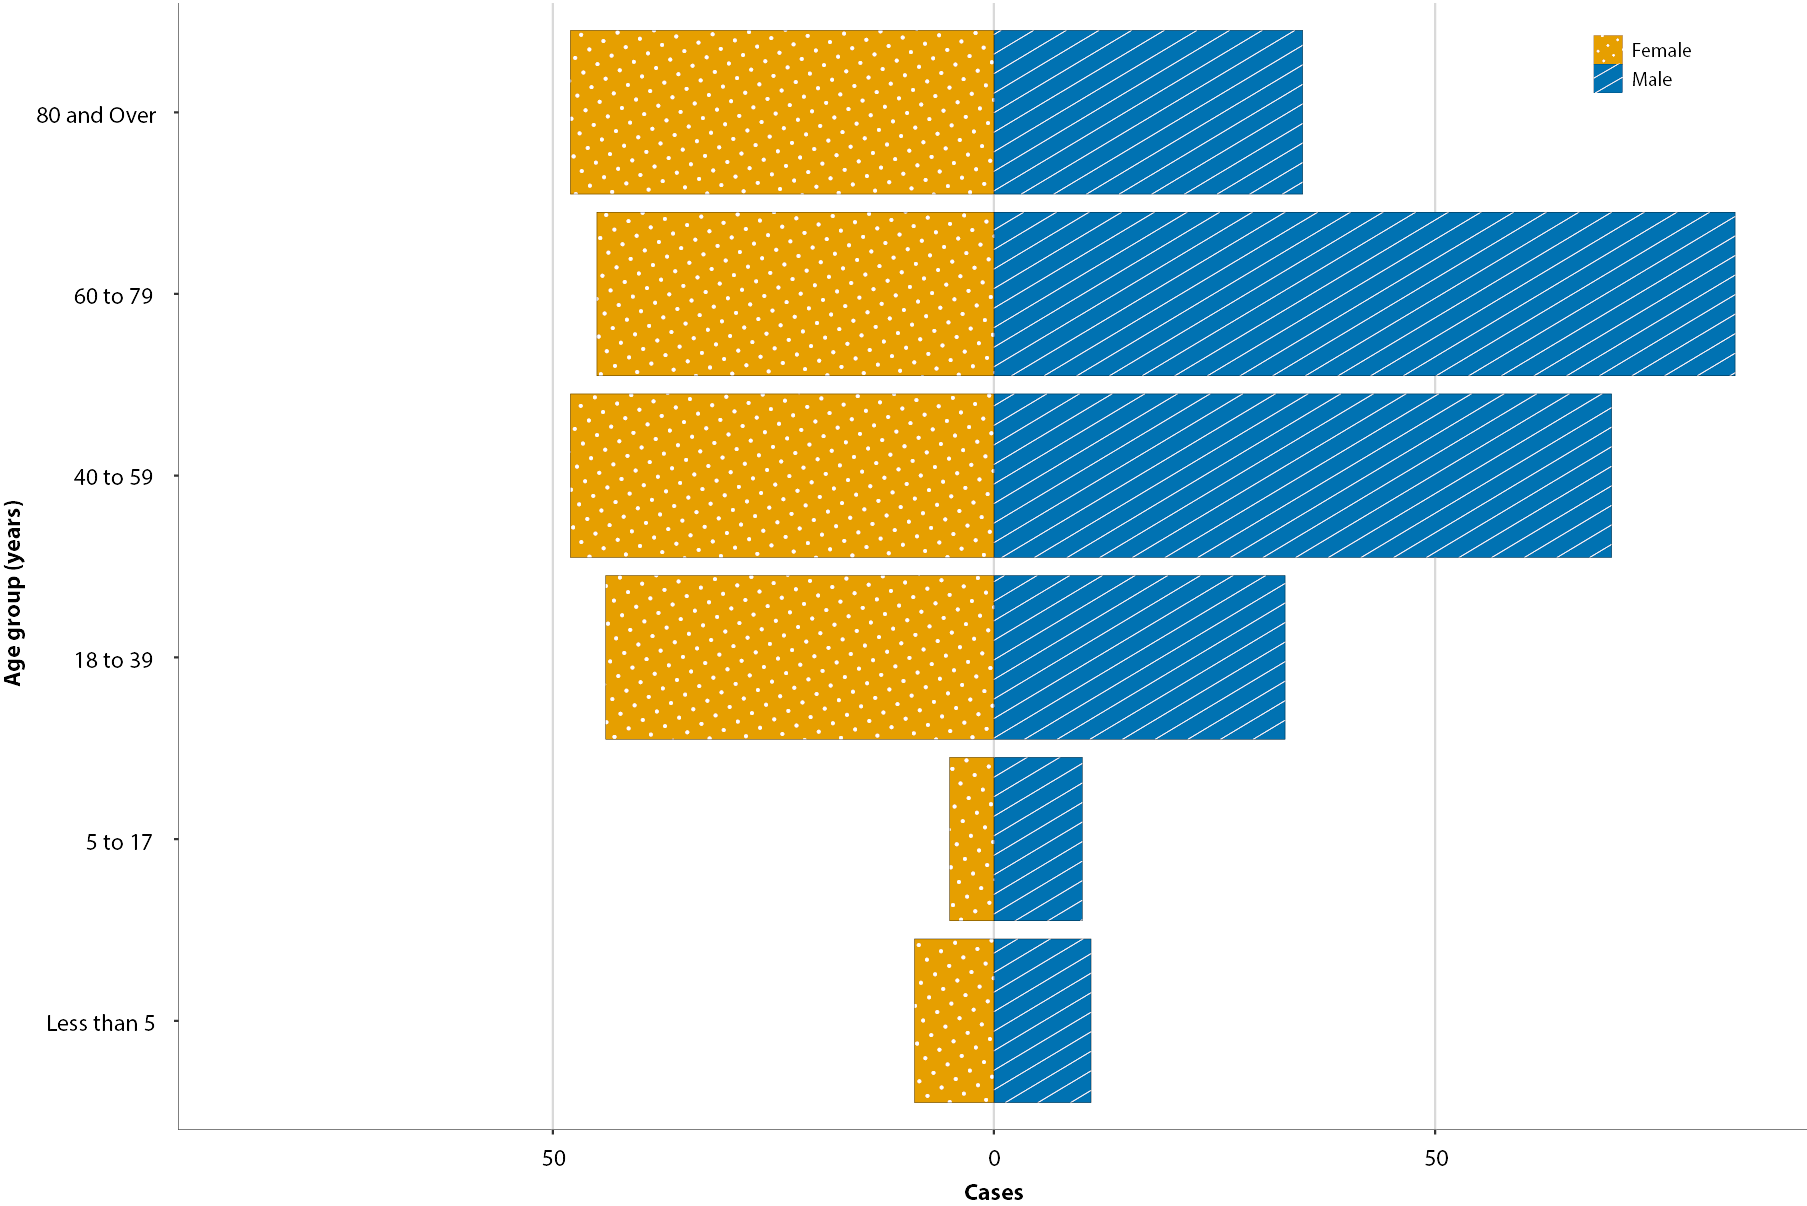 Female
Male
80 and Over
60 to 79
40 to 59
18 to 39
5 to 17
Less than 5
Age group (years)
50 0 50
Cases